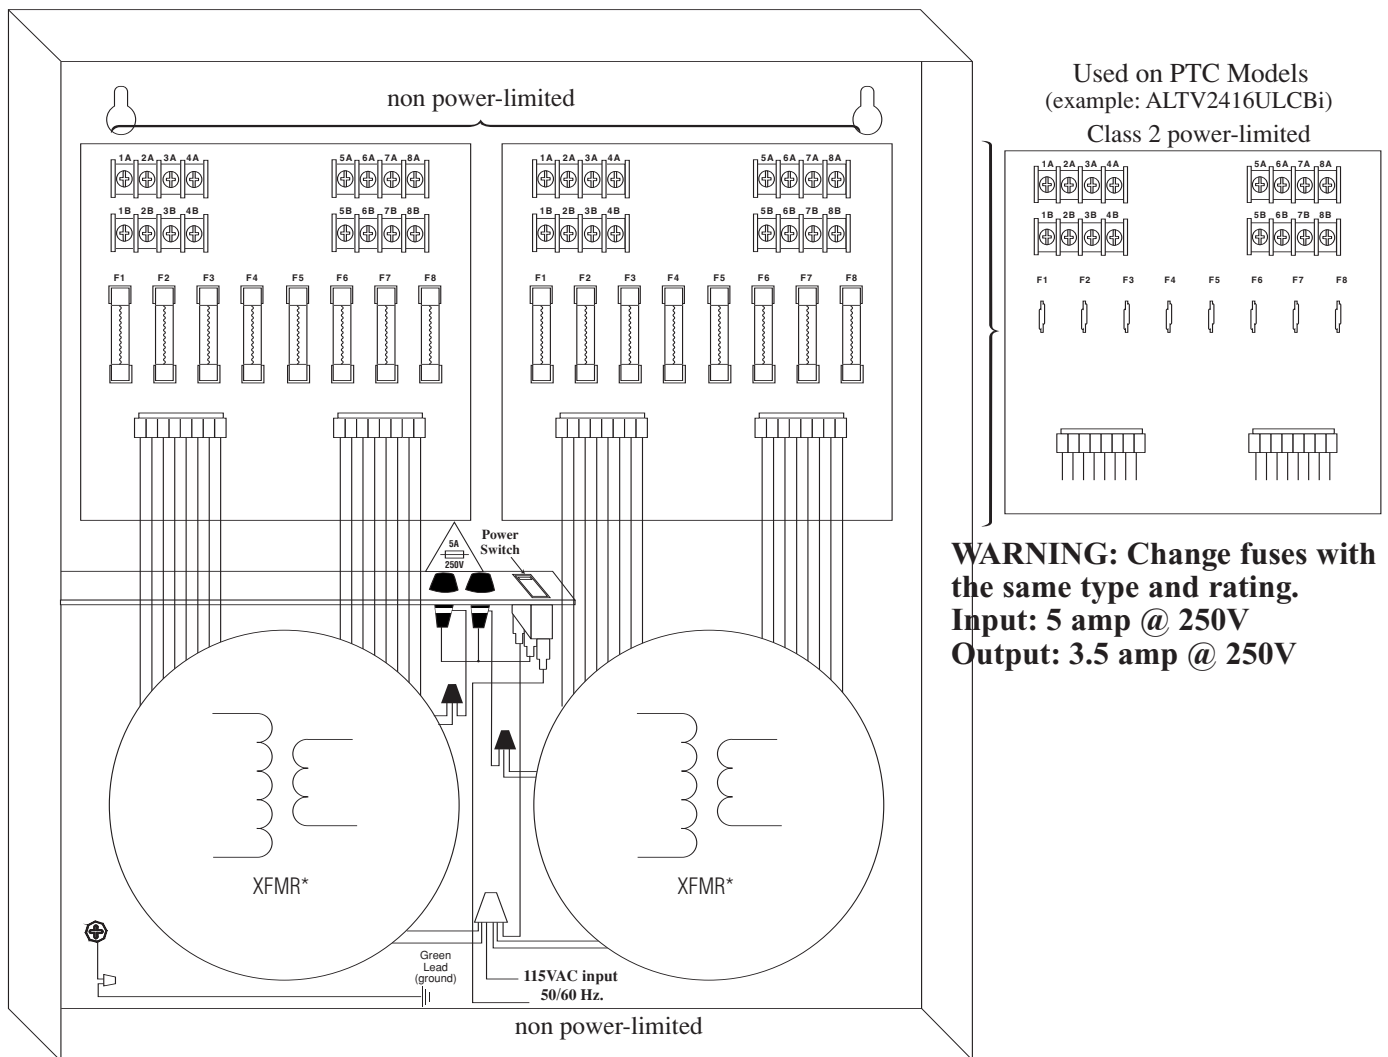 non power-limited
Used on PTC Models
(example: ALTV2416ULCBi)
Class 2 power-limited
1A 2A 3A 4A
5A 6A 7A 8A
1B 2B 3B 4B
5B 6B 7B 8B
F1 F2 F3 F4 F5 F6 F7 F8
1A 2A 3A 4A
5A 6A 7A 8A
1B 2B 3B 4B
5B 6B 7B 8B
F1 F2 F3 F4 F5 F6 F7 F8
1A 2A 3A 4A
5A 6A 7A 8A
1B 2B 3B 4B
5B 6B 7B 8B
F1 F2 F3 F4 F5 F6 F7 F8
5A
250V
Power
Switch
WARNING: Change fuses with
the same type and rating.
Input: 5 amp @ 250V
Output: 3.5 amp @ 250V
XFMR*
XFMR*
Green
Lead
(ground)
115VAC input
50/60 Hz.
non power-limited